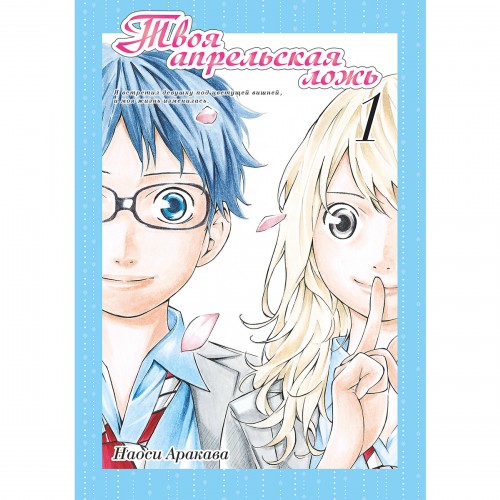 Твоя
апрельская
ложь
Я встретил девушку под цветущей вишней,
и моя жизнь изменилась.
1
Наоси Аракава